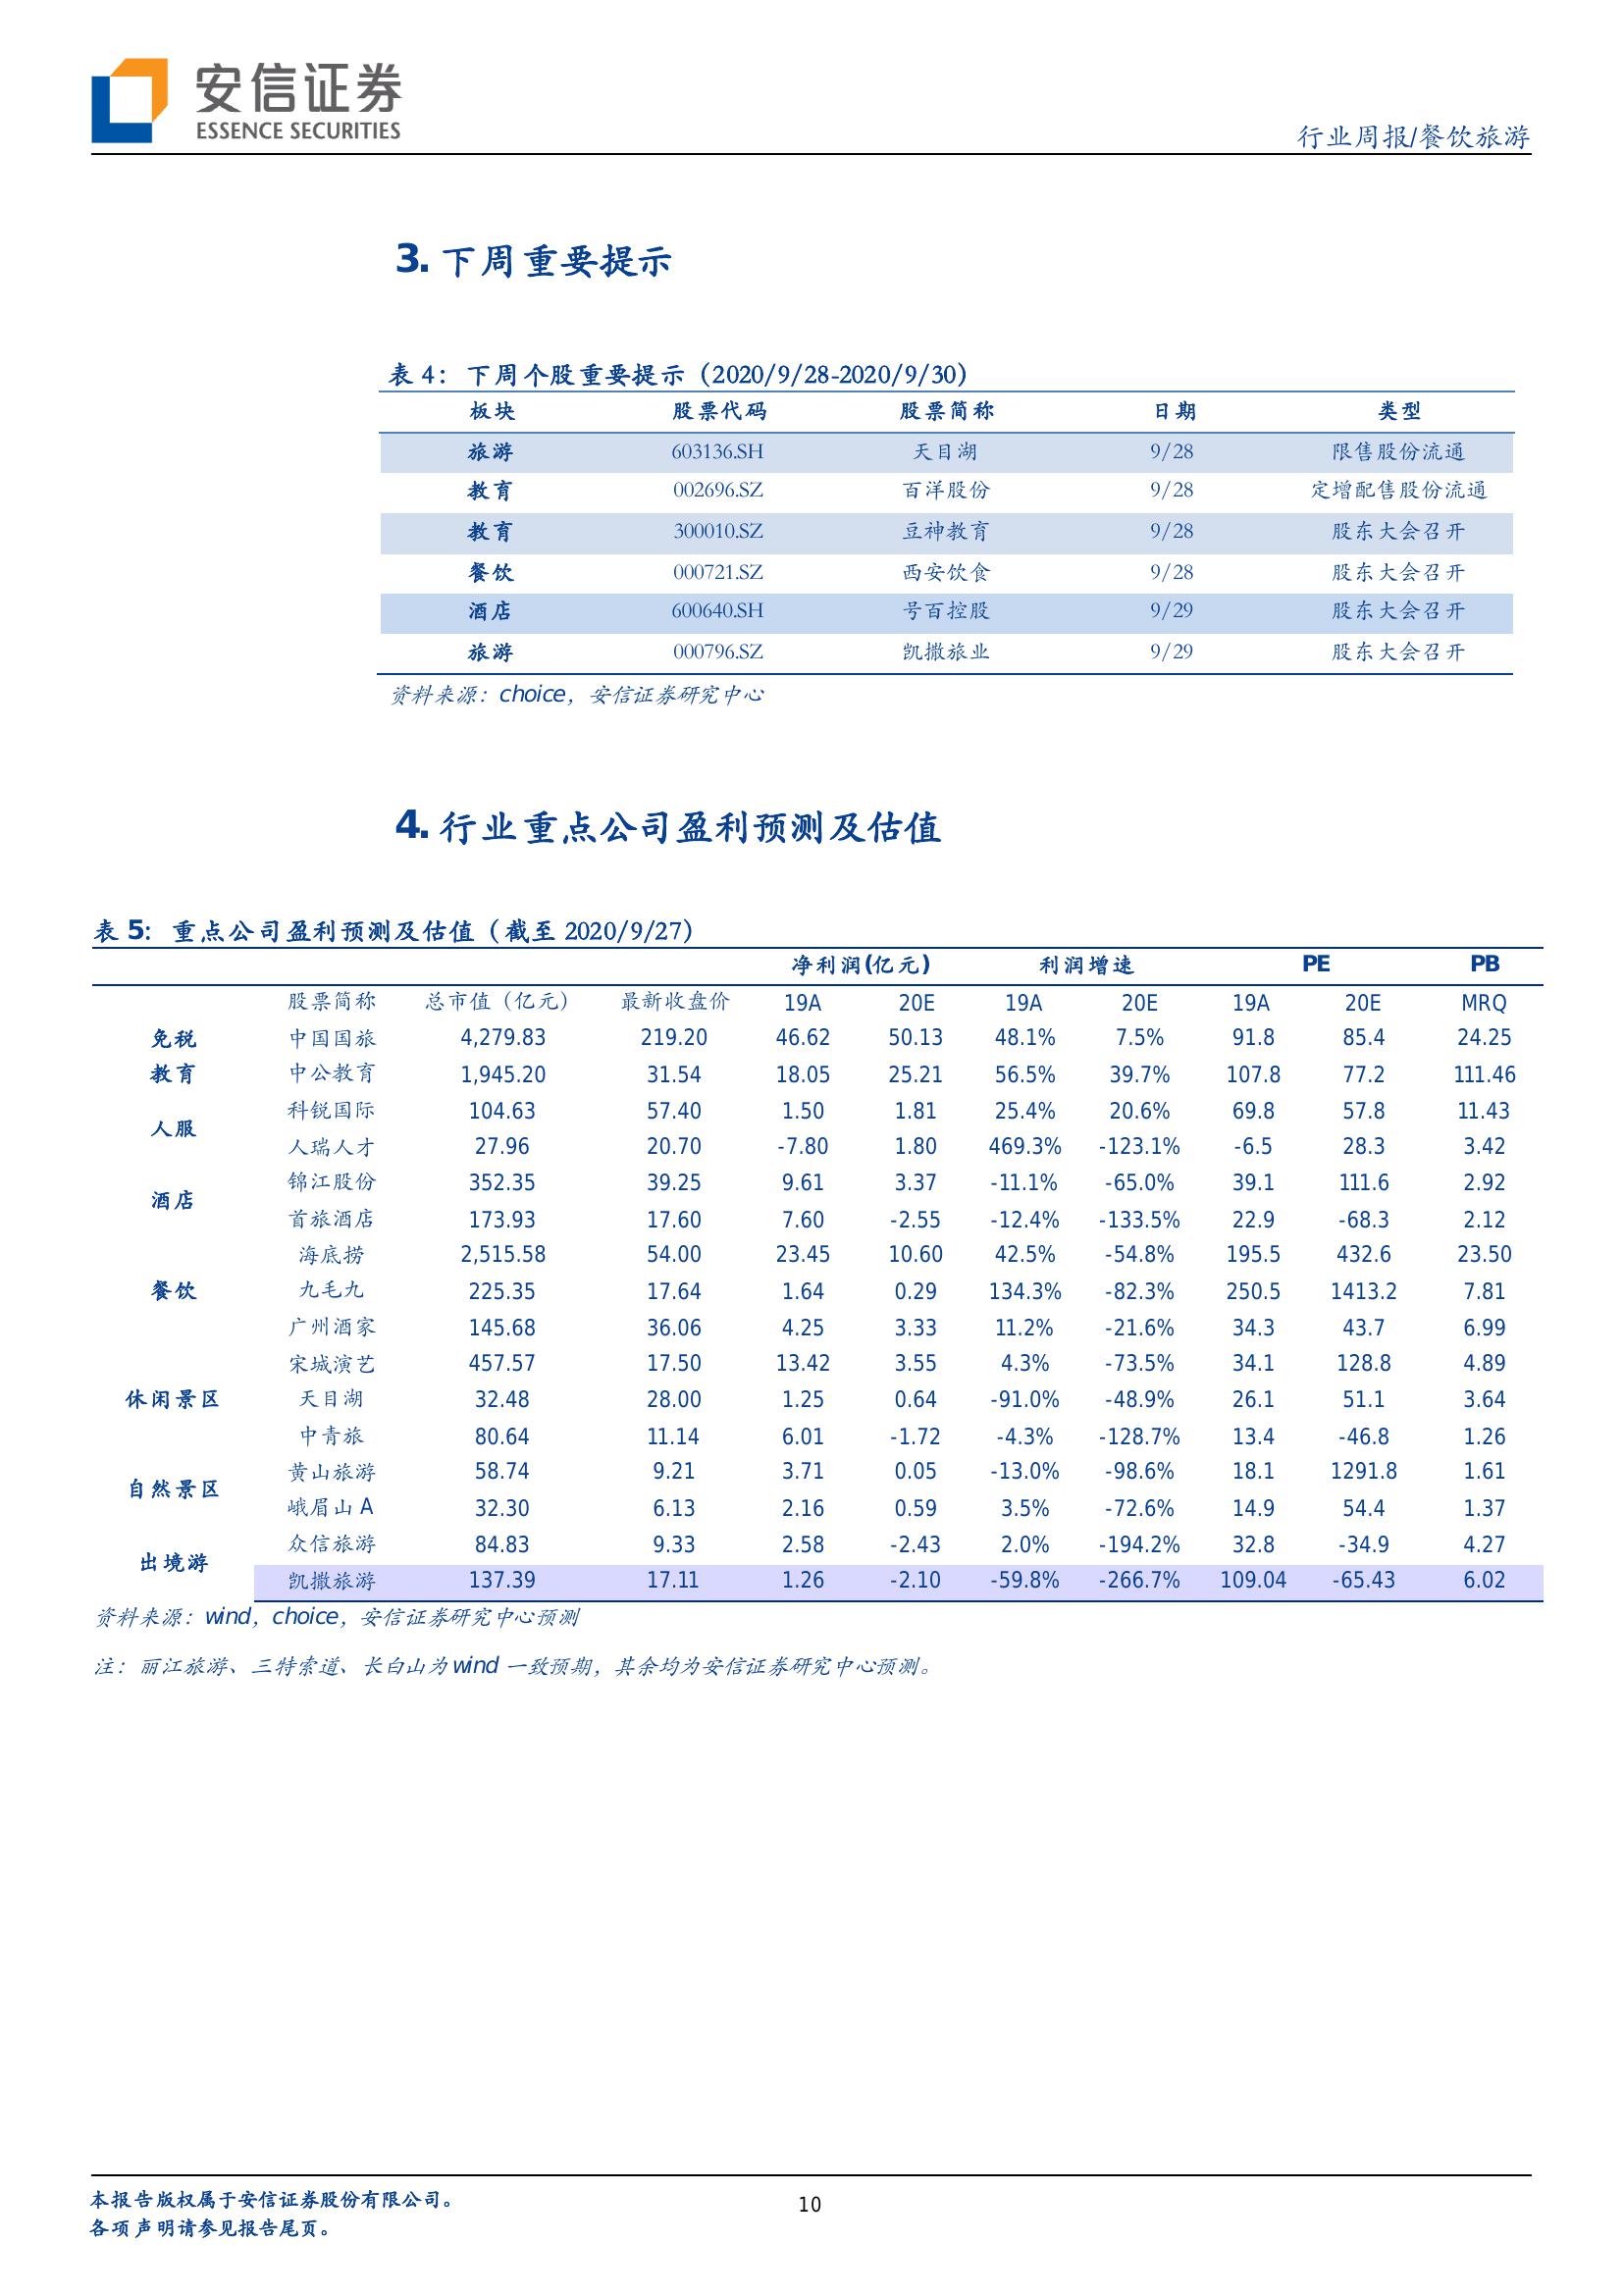 安信证券
ESSENCE SECURITIES
行业周报/餐饮旅游
3. 下周重要提示
表 4：下周个股重要提示（2020/9/28-2020/9/30）
板块 股票代码 股票简称 日期 类型
旅游 603136.SH 天目湖 9/28 限售股份流通
教育 002696.SZ 百洋股份 9/28 定增配售股份流通
教育 300010.SZ 豆神教育 9/28 股东大会召开
餐饮 000721.SZ 西安饮食 9/28 股东大会召开
酒店 600640.SH 号百控股 9/29 股东大会召开
旅游 000796.SZ 凯撒旅业 9/29 股东大会召开
资料来源：choice，安信证券研究中心
4. 行业重点公司盈利预测及估值
表 5：重点公司盈利预测及估值（截至 2020/9/27）
净利润(亿元) 利润增速 PE PB
股票简称 总市值（亿元） 最新收盘价 19A 20E 19A 20E 19A 20E MRQ
免税 中国国旅 4,279.83 219.20 46.62 50.13 48.1% 7.5% 91.8 85.4 24.25
教育 中公教育 1,945.20 31.54 18.05 25.21 56.5% 39.7% 107.8 77.2 111.46
人服 科锐国际 104.63 57.40 1.50 1.81 25.4% 20.6% 69.8 57.8 11.43
人瑞人才 27.96 20.70 -7.80 1.80 469.3% -123.1% -6.5 28.3 3.42
酒店 锦江股份 352.35 39.25 9.61 3.37 -11.1% -65.0% 39.1 111.6 2.92
首旅酒店 173.93 17.60 7.60 -2.55 -12.4% -133.5% 22.9 -68.3 2.12
海底捞 2,515.58 54.00 23.45 10.60 42.5% -54.8% 195.5 432.6 23.50
餐饮 九毛九 225.35 17.64 1.64 0.29 134.3% -82.3% 250.5 1413.2 7.81
广州酒家 145.68 36.06 4.25 3.33 11.2% -21.6% 34.3 43.7 6.99
宋城演艺 457.57 17.50 13.42 3.55 4.3% -73.5% 34.1 128.8 4.89
休闲景区 天目湖 32.48 28.00 1.25 0.64 -91.0% -48.9% 26.1 51.1 3.64
中青旅 80.64 11.14 6.01 -1.72 -4.3% -128.7% 13.4 -46.8 1.26
自然景区 黄山旅游 58.74 9.21 3.71 0.05 -13.0% -98.6% 18.1 1291.8 1.61
峨眉山 A 32.30 6.13 2.16 0.59 3.5% -72.6% 14.9 54.4 1.37
出境游 众信旅游 84.83 9.33 2.58 -2.43 2.0% -194.2% 32.8 -34.9 4.27
凯撒旅游 137.39 17.11 1.26 -2.10 -59.8% -266.7% 109.04 -65.43 6.02
资料来源：wind，choice，安信证券研究中心预测
注：丽江旅游、三特索道、长白山为 wind 一致预期，其余均为安信证券研究中心预测。
本报告版权属于安信证券股份有限公司。
10
各项声明请参见报告尾页。